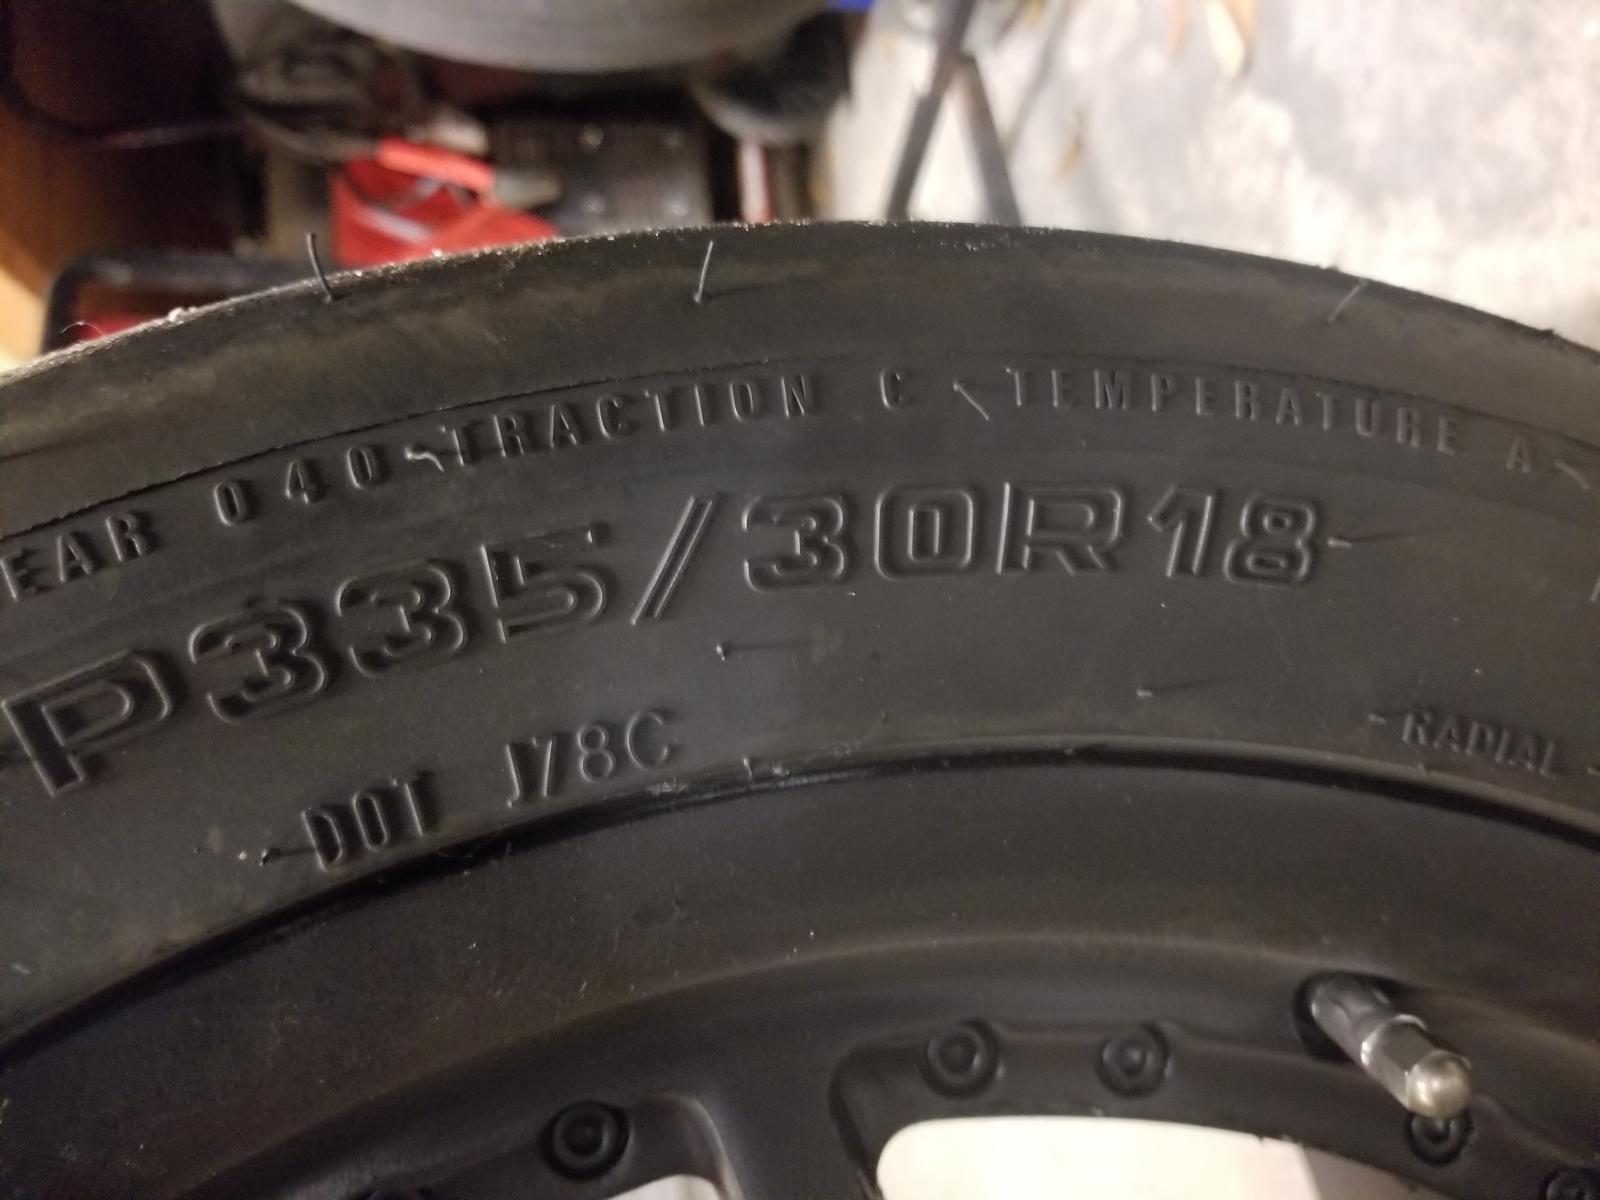 EAR 040 TRACTION C TEMPERATURE A
P335/30R18
DOT J78C
RADIAL